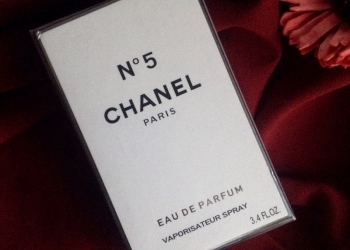 N°5
CHANEL
PARIS
EAU DE PARFUM
VAPORISATEUR SPRAY
3.4 FL.OZ.